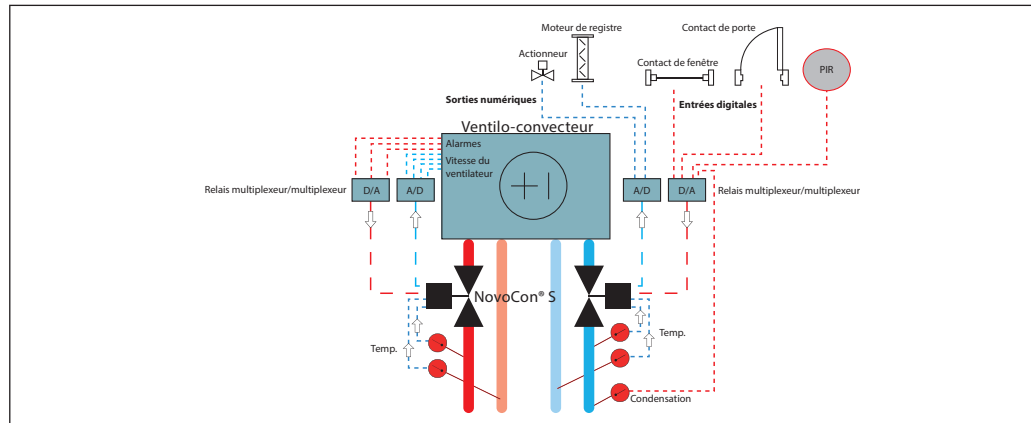 Moteur de registre
Contact de porte
Actionneur
Contact de fenêtre
PIR
Sorties numériques
Entrées digitales
Ventilo-convecteur
Alarmes
Vitesse du
ventilateur
Relais multiplexeur/multiplexeur
D/A
A/D
A/D
D/A
Relais multiplexeur/multiplexeur
NovoCon® S
Temp.
Temp.
Condensation